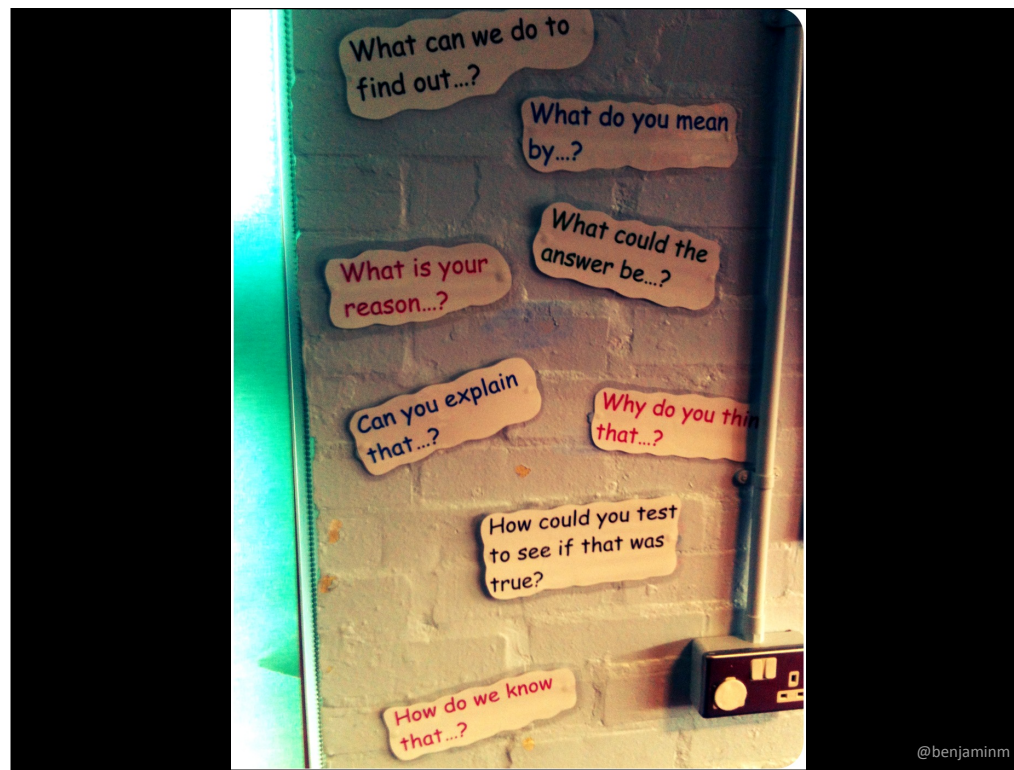 What can we do to
find out...?
What do you mean
by...?
What could the
answer be...?
What is your
reason...?
Can you explain
that...?
Why do you thin
that...?
How could you test
to see if that was
true?
How do we know
that...?
@benjaminm